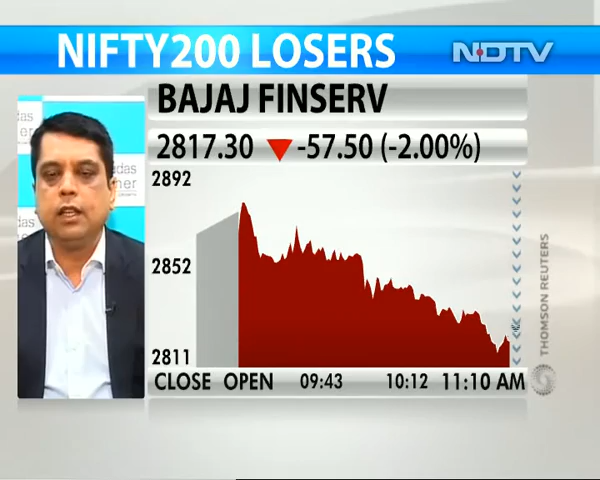 NIFTY200 LOSERS
NDTV
BAJAJ FINSERV
2817.30 ▼ -57.50 (-2.00%)
2892
2852
2811
CLOSE OPEN 09:43 10:12 11:10 AM
THOMSON REUTERS